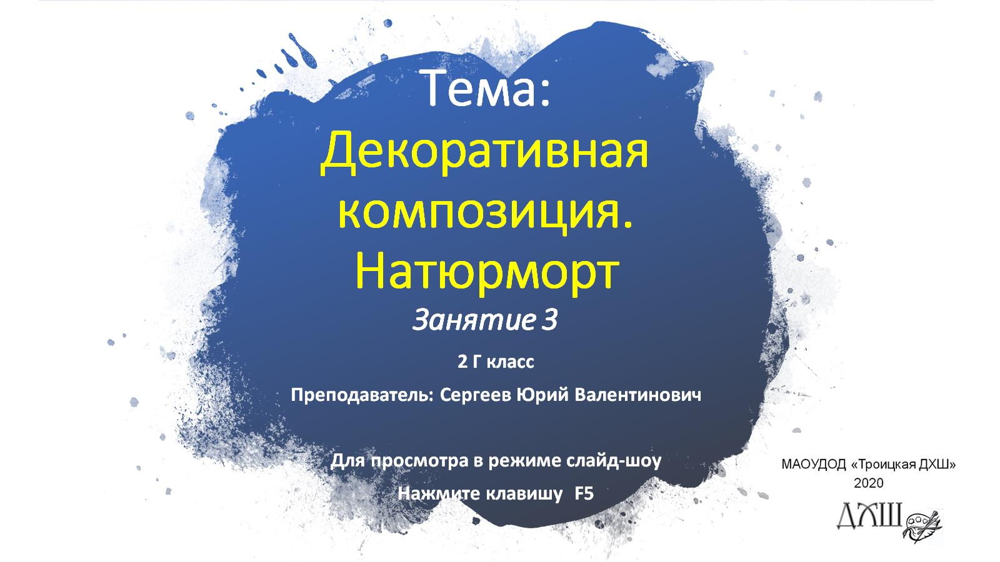 Тема:
Декоративная
композиция.
Натюрморт
Занятие 3
2 Г класс
Преподаватель: Сергеев Юрий Валентинович
Для просмотра в режиме слайд-шоу
Нажмите клавишу F5
МАОУДОД «Троицкая ДХШ»
2020
ДХШ